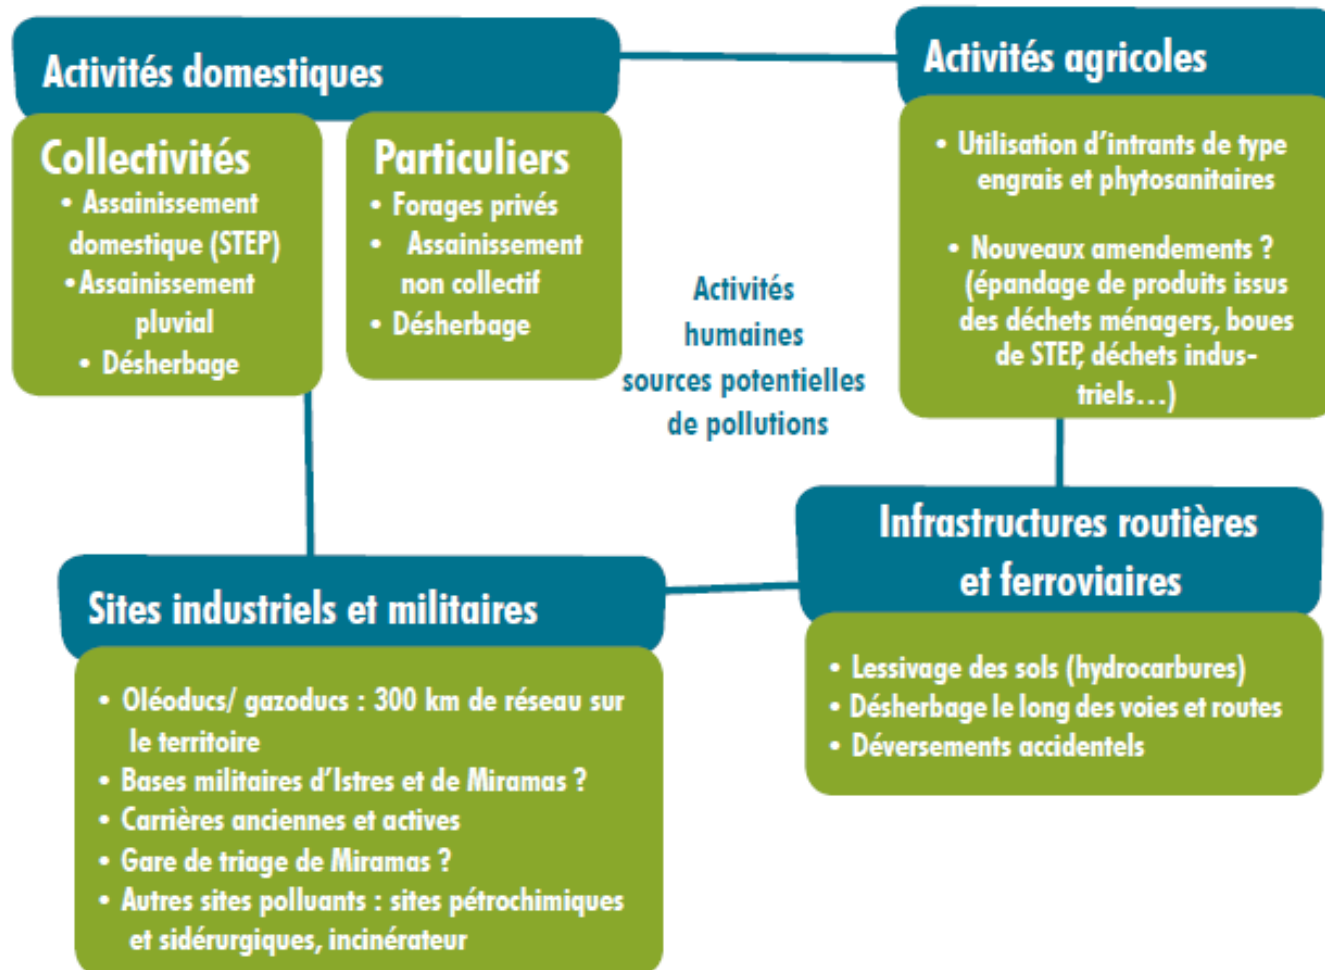 Activités domestiques
Collectivités
• Assainissement
domestique (STEP)
•Assainissement
pluvial
• Désherbage
Particuliers
• Forages privés
• Assainissement
non collectif
• Désherbage
Activités agricoles
• Utilisation d’intrants de type
engrais et phytosanitaires
• Nouveaux amendements ?
(épandage de produits issus
des déchets ménagers, boues
de STEP, déchets indus-
triels…)
Activités
humaines
sources potentielles
de pollutions
Sites industriels et militaires
• Oléoducs/ gazoducs : 300 km de réseau sur
le territoire
• Bases militaires d’Istres et de Miramas ?
• Carrières anciennes et actives
• Gare de triage de Miramas ?
• Autres sites polluants : sites pétrochimiques
et sidérurgiques, incinérateur
Infrastructures routières
et ferroviaires
• Lessivage des sols (hydrocarbures)
• Désherbage le long des voies et routes
• Déversements accidentels